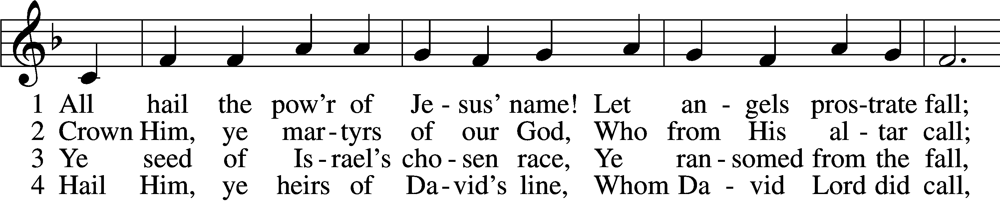 1 All hail the pow'r of Je - sus' name! Let an - gels pros-trate fall;
2 Crown Him, ye mar-tyrs of our God, Who from His al - tar call;
3 Ye seed of Is-rael's cho - sen race, Ye ran - somed from the fall,
4 Hail Him, ye heirs of Da-vid's line, Whom Da - vid Lord did call,